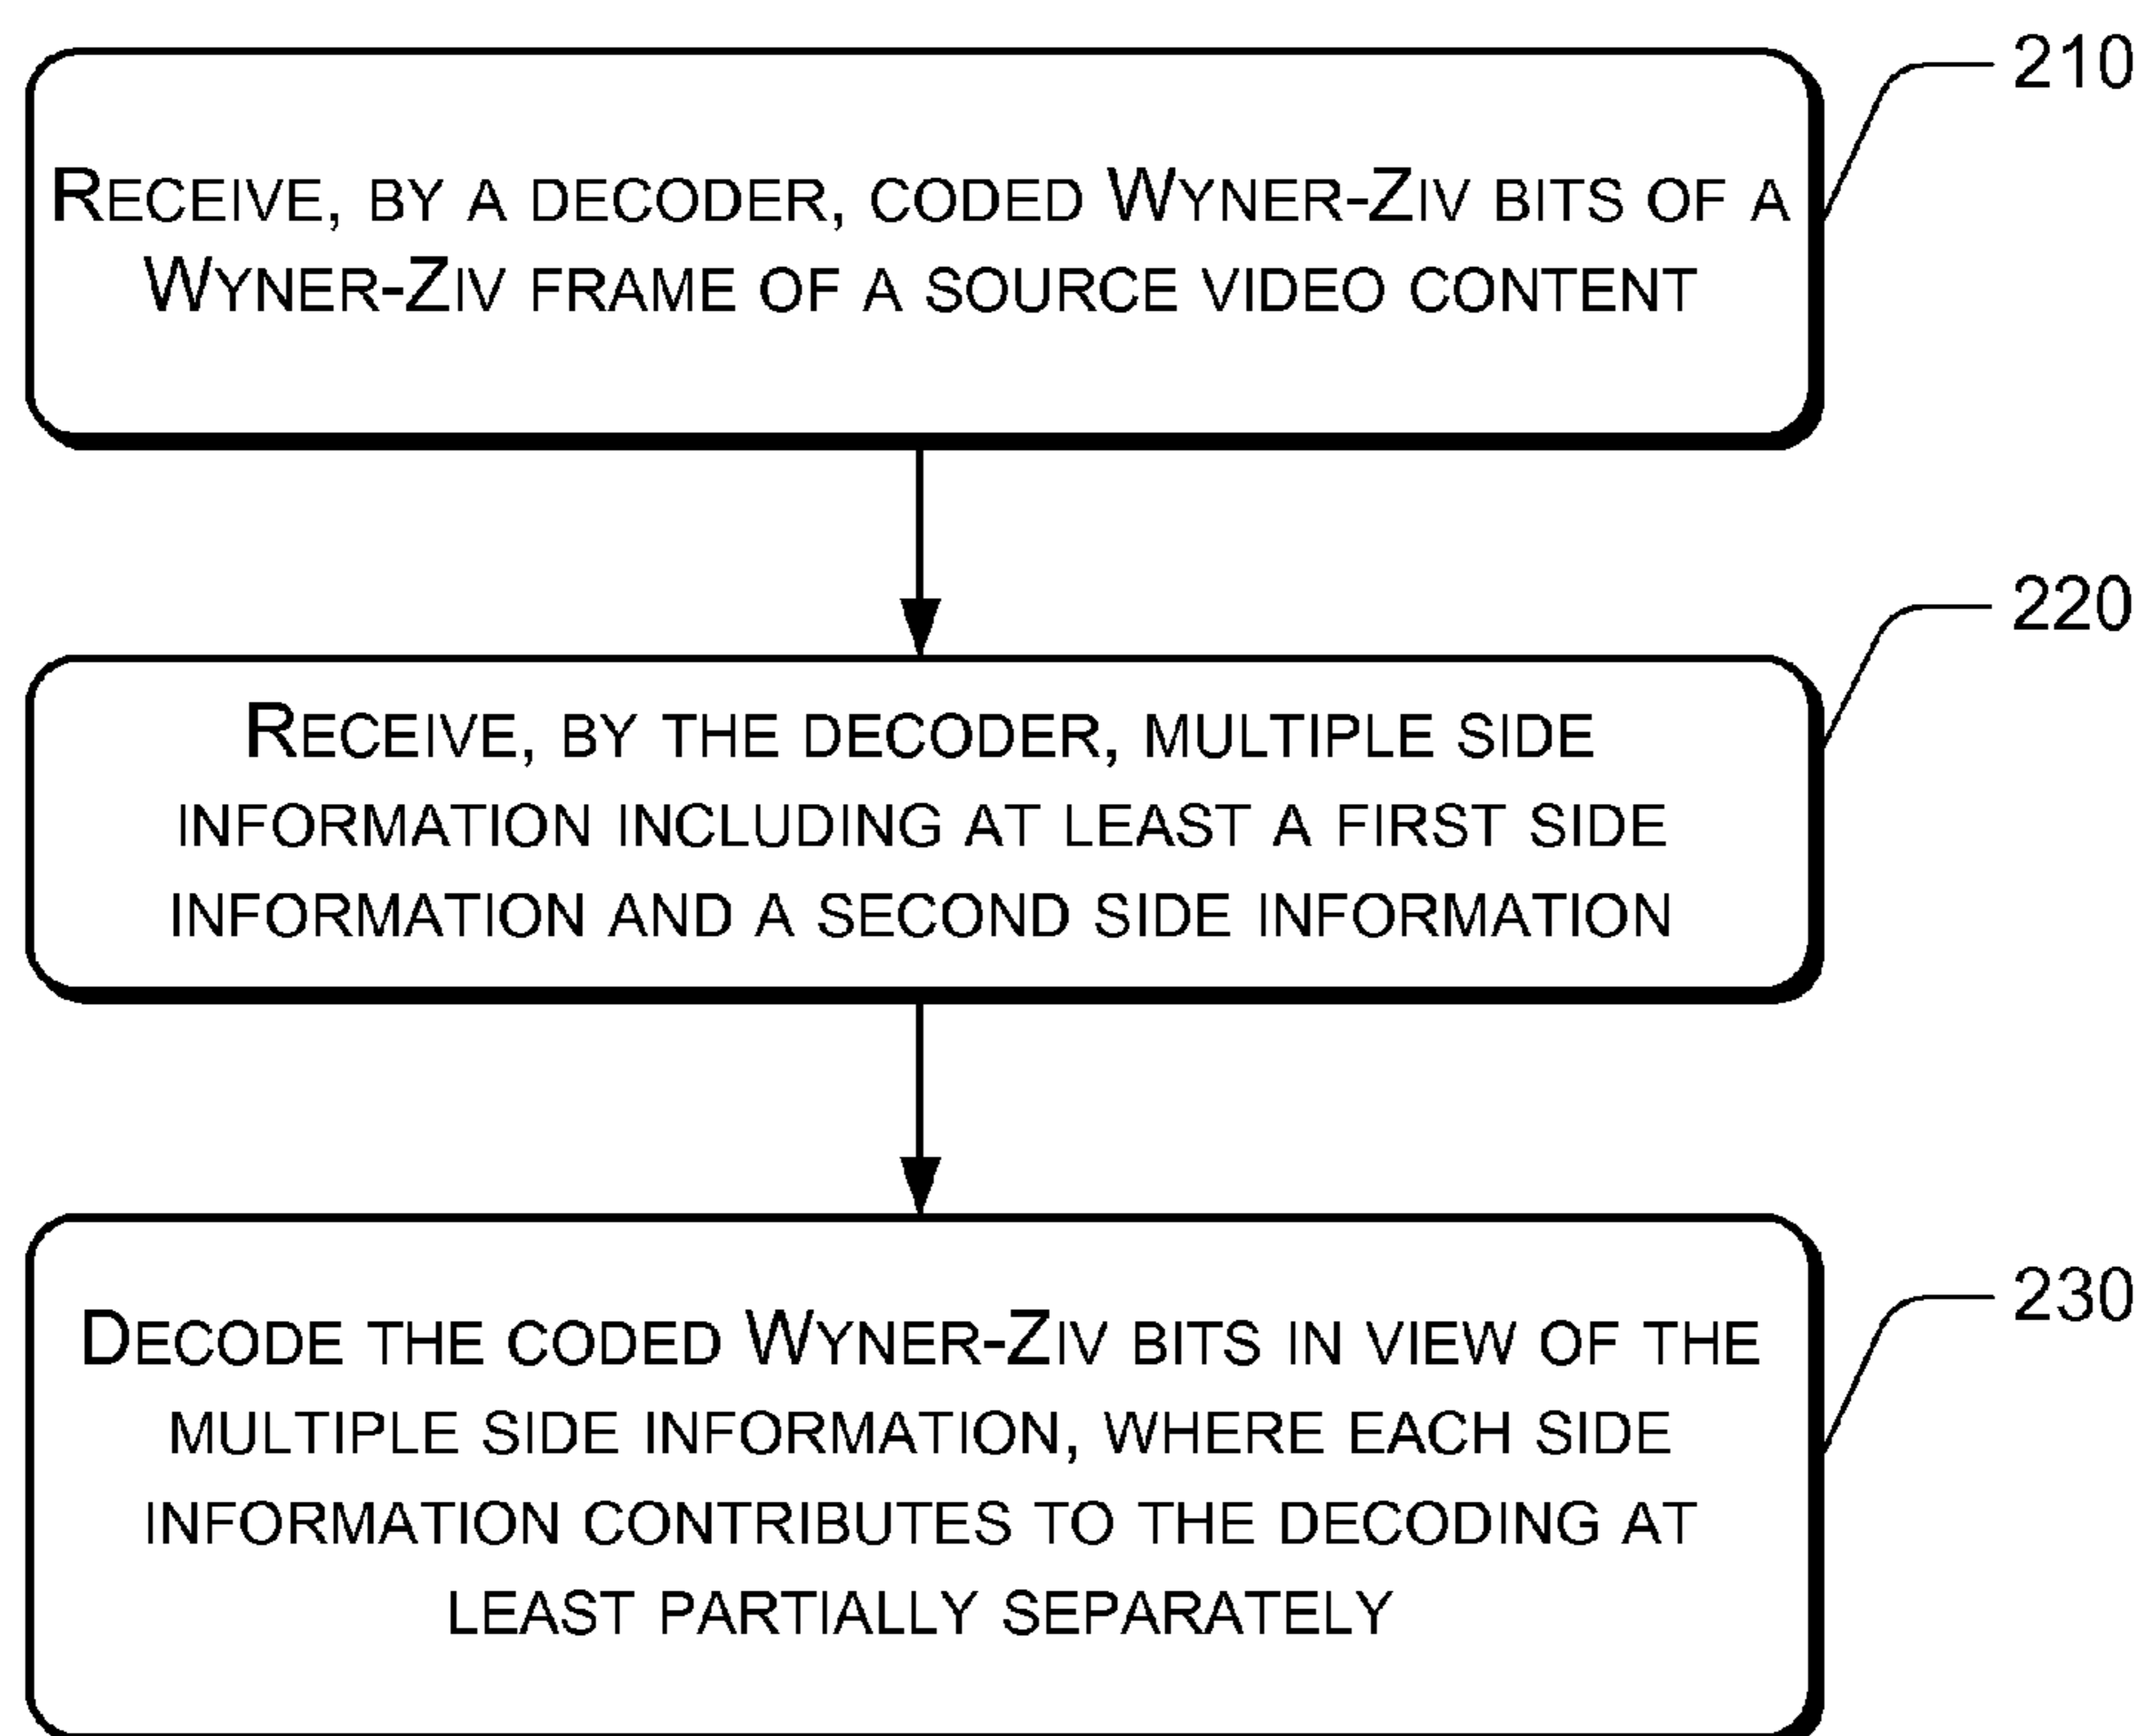 210
RECEIVE, BY A DECODER, CODED WYNER-ZIV BITS OF A
WYNER-ZIV FRAME OF A SOURCE VIDEO CONTENT
220
RECEIVE, BY THE DECODER, MULTIPLE SIDE
INFORMATION INCLUDING AT LEAST A FIRST SIDE
INFORMATION AND A SECOND SIDE INFORMATION
230
DECODE THE CODED WYNER-ZIV BITS IN VIEW OF THE
MULTIPLE SIDE INFORMATION, WHERE EACH SIDE
INFORMATION CONTRIBUTES TO THE DECODING AT
LEAST PARTIALLY SEPARATELY